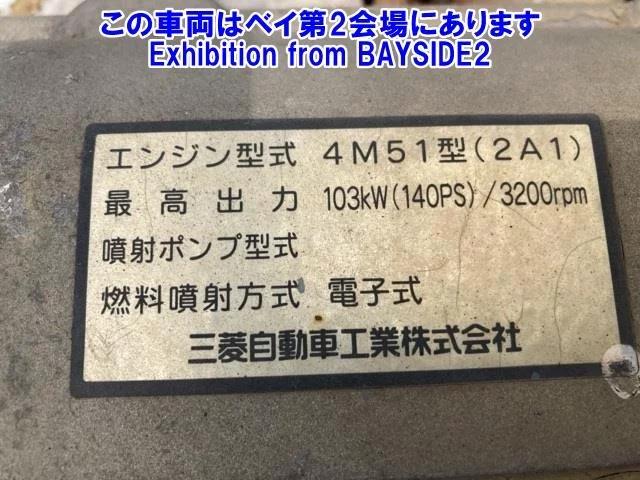 この車両はベイ第2会場にあります
Exhibition from BAYSIDE2
エンジン型式 4M51型(2A1)
最高出力 103kW(140PS)/3200rpm
噴射ポンプ型式
燃料噴射方式 電子式
三菱自動車工業株式会社